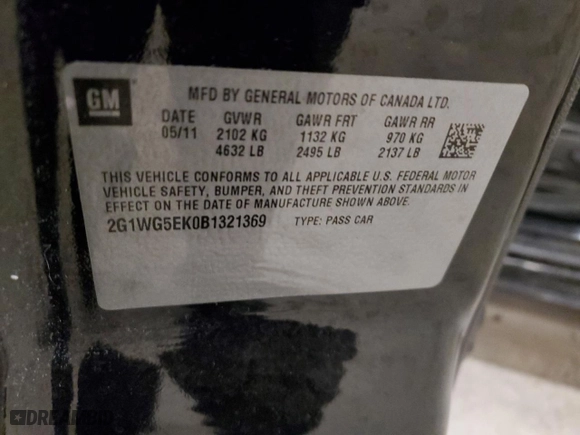 GM
MFD BY GENERAL MOTORS OF CANADA LTD.
DATE GVWR GAWR FRT GAWR RR
05/11 2102 KG 1132 KG 970 KG
4632 LB 2495 LB 2137 LB
THIS VEHICLE CONFORMS TO ALL APPLICABLE U.S. FEDERAL MOTOR
VEHICLE SAFETY, BUMPER, AND THEFT PREVENTION STANDARDS IN
EFFECT ON THE DATE OF MANUFACTURE SHOWN ABOVE.
2G1WG5EK0B1321369 TYPE: PASS CAR
DREAMBID